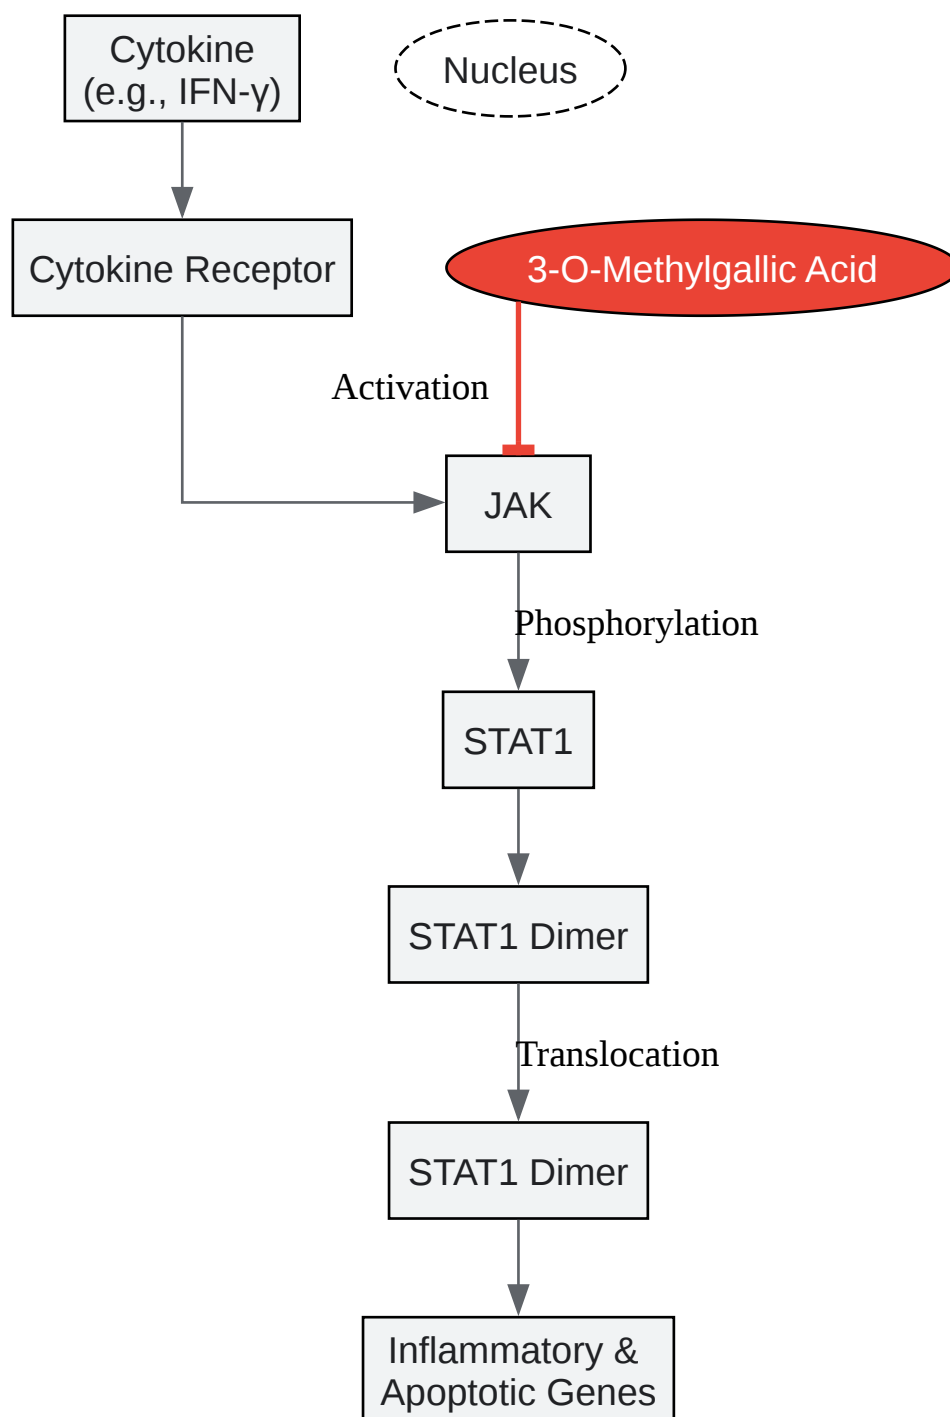 Cytokine
(e.g., IFN-γ)
Nucleus
Cytokine Receptor
3-O-Methylgallic Acid
Activation
JAK
Phosphorylation
STAT1
STAT1 Dimer
Translocation
STAT1 Dimer
Inflammatory &
Apoptotic Genes